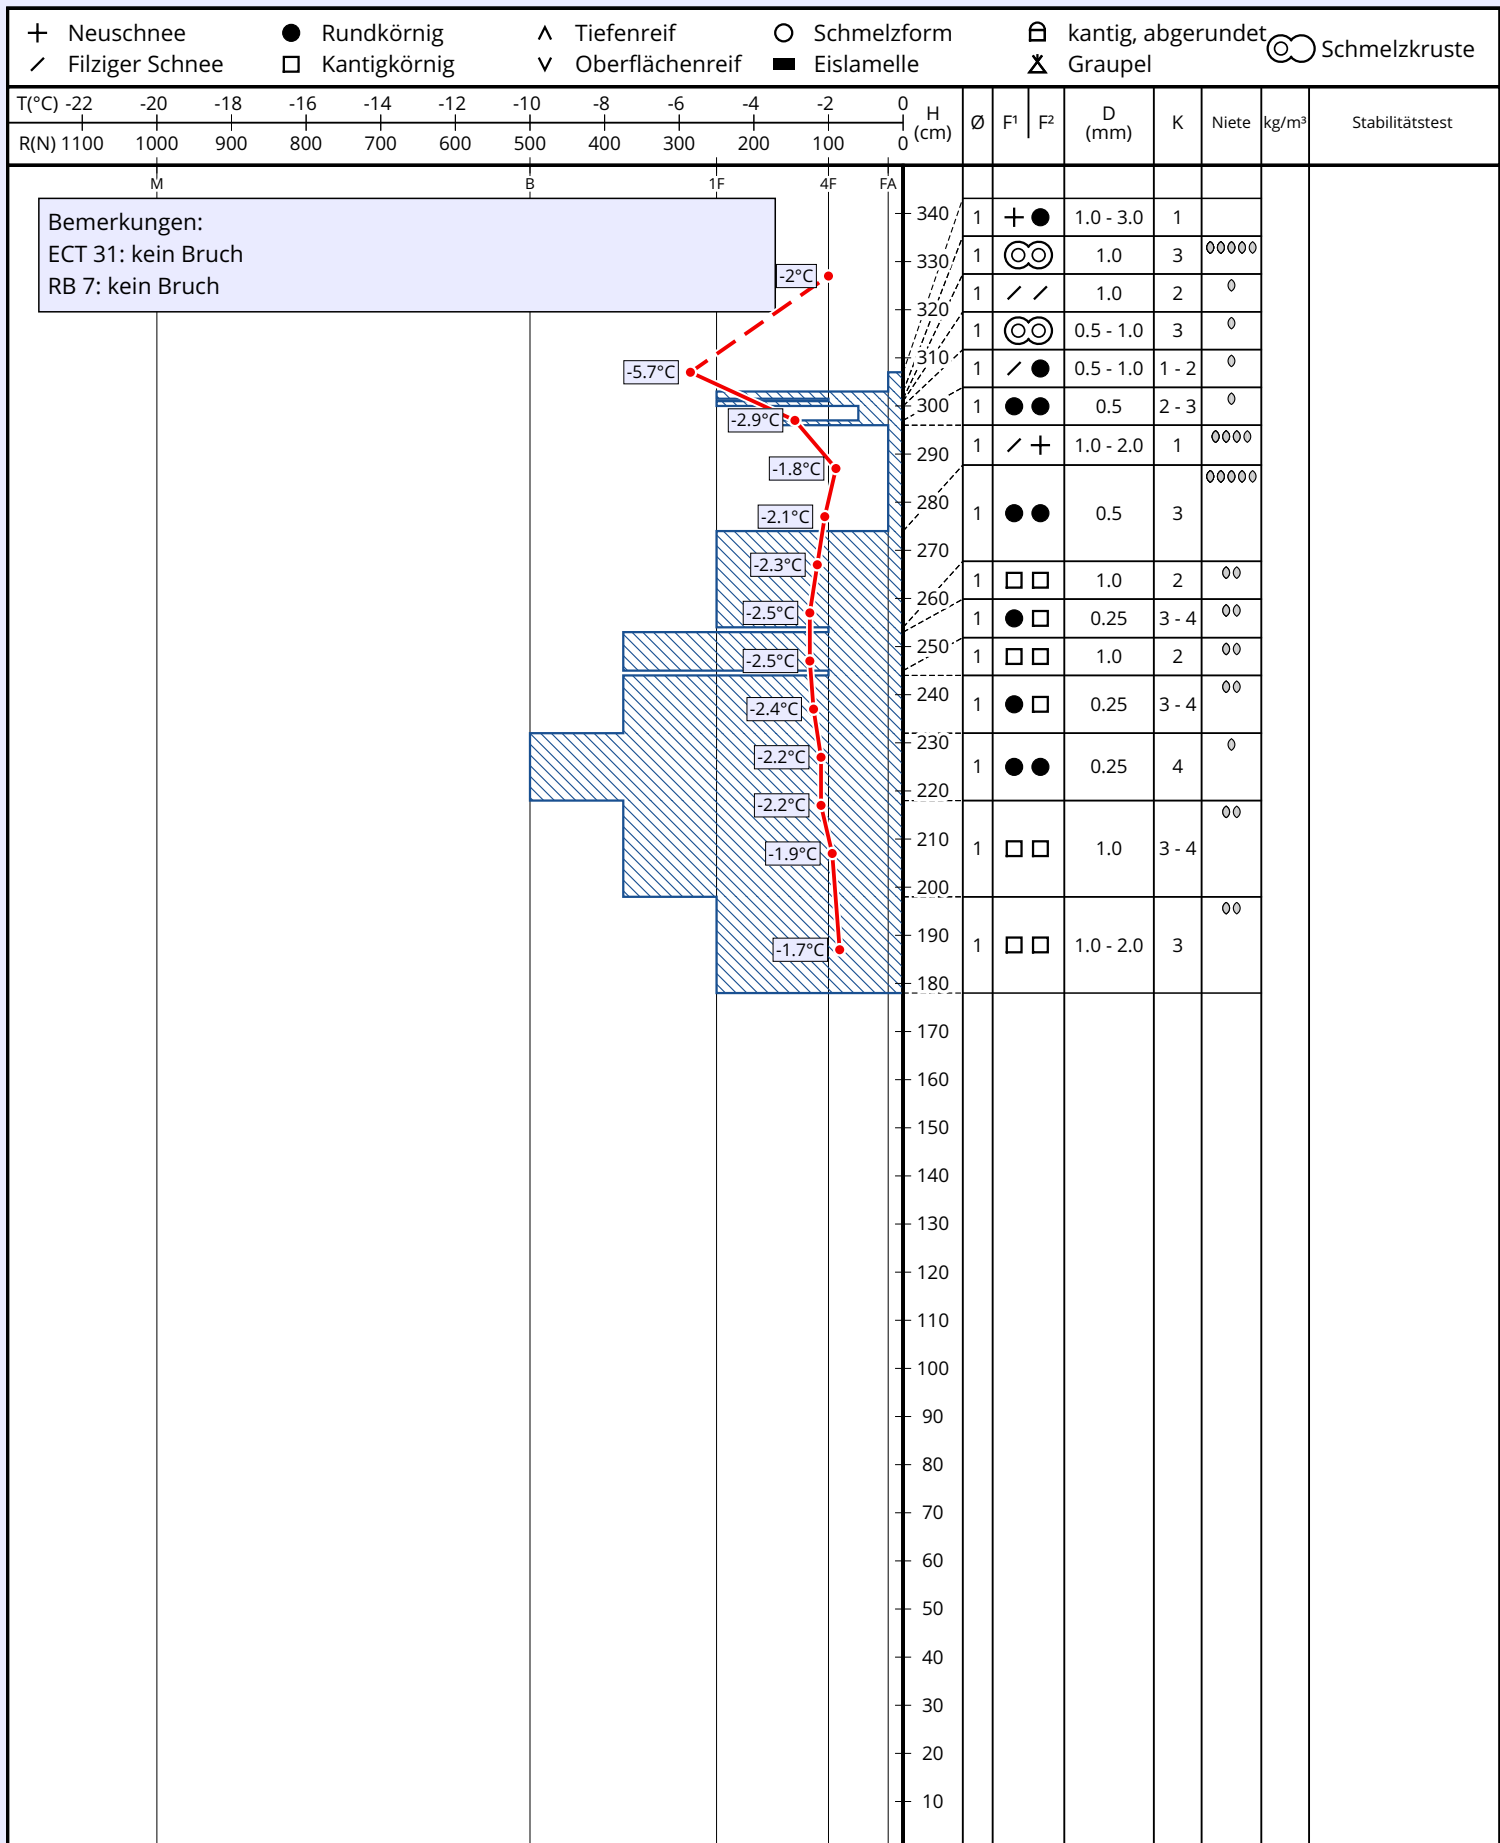 Neuschnee Rundkörnig Tiefenreif Schmelzform kantig, abgerundet Schmelzkruste
Filziger Schnee Kantigkörnig Oberflächenreif Eislamelle Graupel
T(°C) -22 -20 -18 -16 -14 -12 -10 -8 -6 -4 -2 0
R(N) 1100 1000 900 800 700 600 500 400 300 200 100 0
H (cm) Ø F¹ F² D (mm) K Niete kg/m³ Stabilitätstest
M B 1F 4F FA
Bemerkungen:
ECT 31: kein Bruch
RB 7: kein Bruch
340 1 1.0 - 3.0 1
330 1 1.0 3
-2°C
1 1.0 2
320
1 0.5 - 1.0 3
310
-5.7°C 1 0.5 - 1.0 1 - 2
300 1 0.5 2 - 3
-2.9°C
290 1 1.0 - 2.0 1
-1.8°C
280
-2.1°C 1 0.5 3
270
-2.3°C
1 1.0 2
260
-2.5°C 1 0.25 3 - 4
250
-2.5°C 1 1.0 2
240
-2.4°C 1 0.25 3 - 4
230
-2.2°C 1 0.25 4
220
-2.2°C
210
-1.9°C 1 1.0 3 - 4
200
190
-1.7°C 1 1.0 - 2.0 3
180
170
160
150
140
130
120
110
100
90
80
70
60
50
40
30
20
10